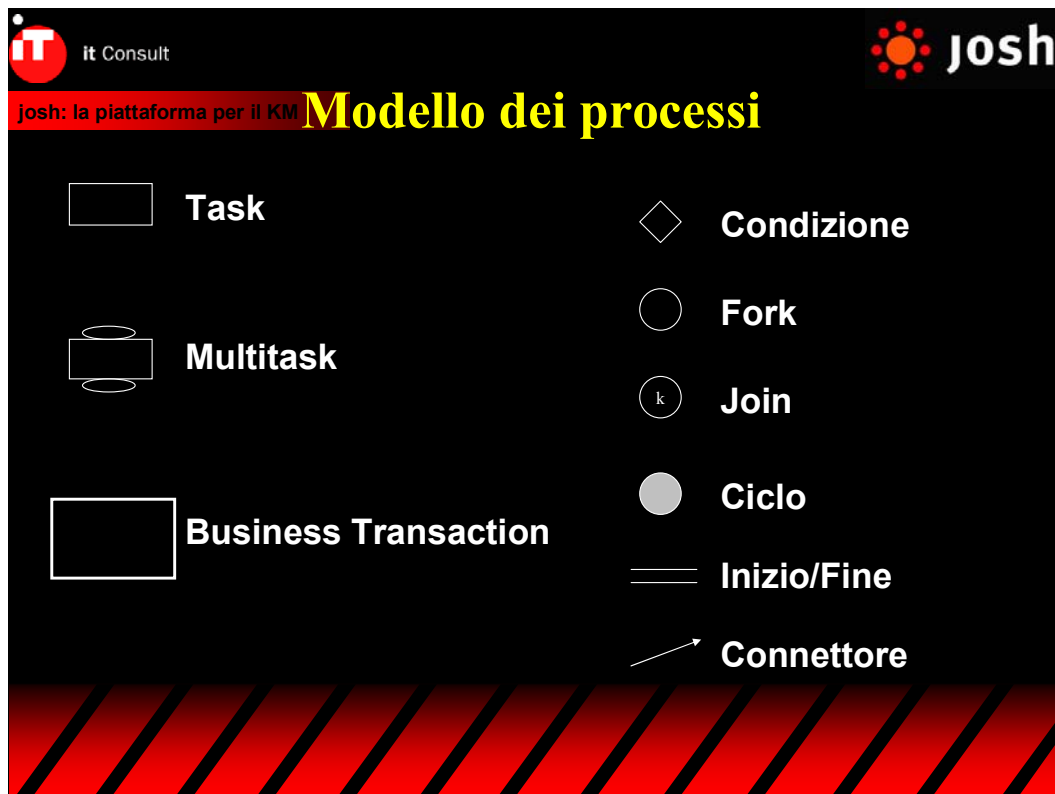 iT
it Consult
josh
josh: la piattaforma per il KM
Modello dei processi
Task
Multitask
Business Transaction
Condizione
Fork
k
Join
Ciclo
Inizio/Fine
Connettore